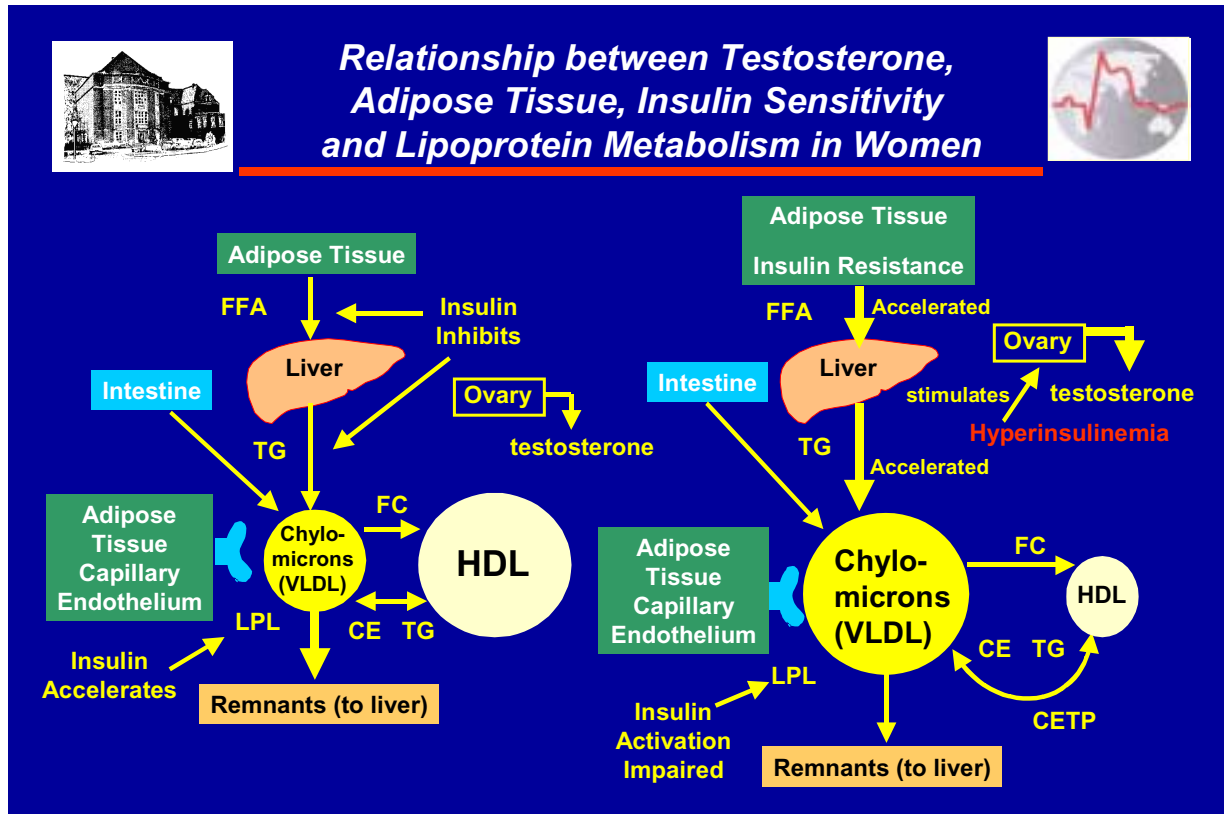 Relationship between Testosterone,
Adipose Tissue, Insulin Sensitivity
and Lipoprotein Metabolism in Women
Adipose Tissue
FFA
Insulin
Inhibits
Liver
Intestine
Ovary
testosterone
TG
Adipose
Tissue
Capillary
Endothelium
Chylo-
microns
(VLDL)
FC
HDL
LPL
CE TG
Insulin
Accelerates
Remnants (to liver)
Adipose Tissue
Insulin Resistance
FFA
Accelerated
Ovary
Liver
Intestine
stimulates
testosterone
Hyperinsulinemia
TG
Accelerated
Adipose
Tissue
Capillary
Endothelium
Chylo-
microns
(VLDL)
FC
HDL
CE TG
LPL
CETP
Insulin
Activation
Impaired
Remnants (to liver)